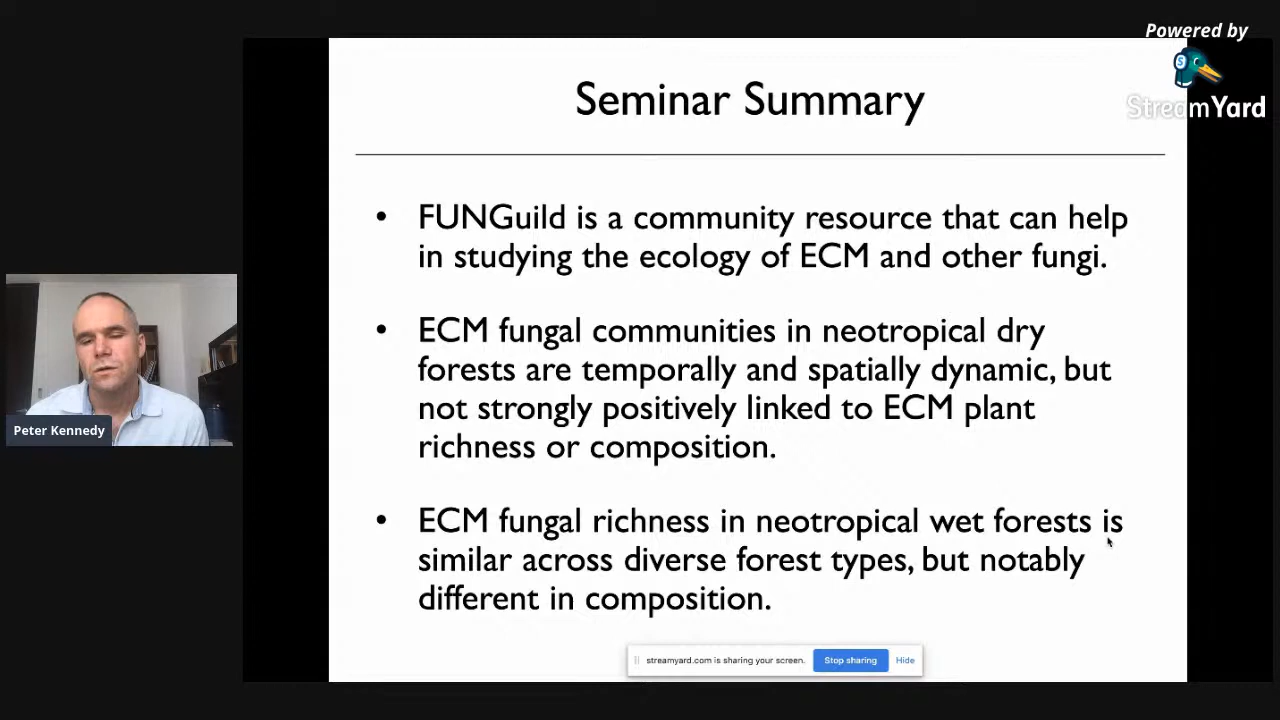 Powered by
StreamYard
Seminar Summary
• FUNGuild is a community resource that can help
in studying the ecology of ECM and other fungi.
• ECM fungal communities in neotropical dry
forests are temporally and spatially dynamic, but
not strongly positively linked to ECM plant
richness or composition.
• ECM fungal richness in neotropical wet forests is
similar across diverse forest types, but notably
different in composition.
Peter Kennedy
streamyard.com is sharing your screen. Stop sharing Hide